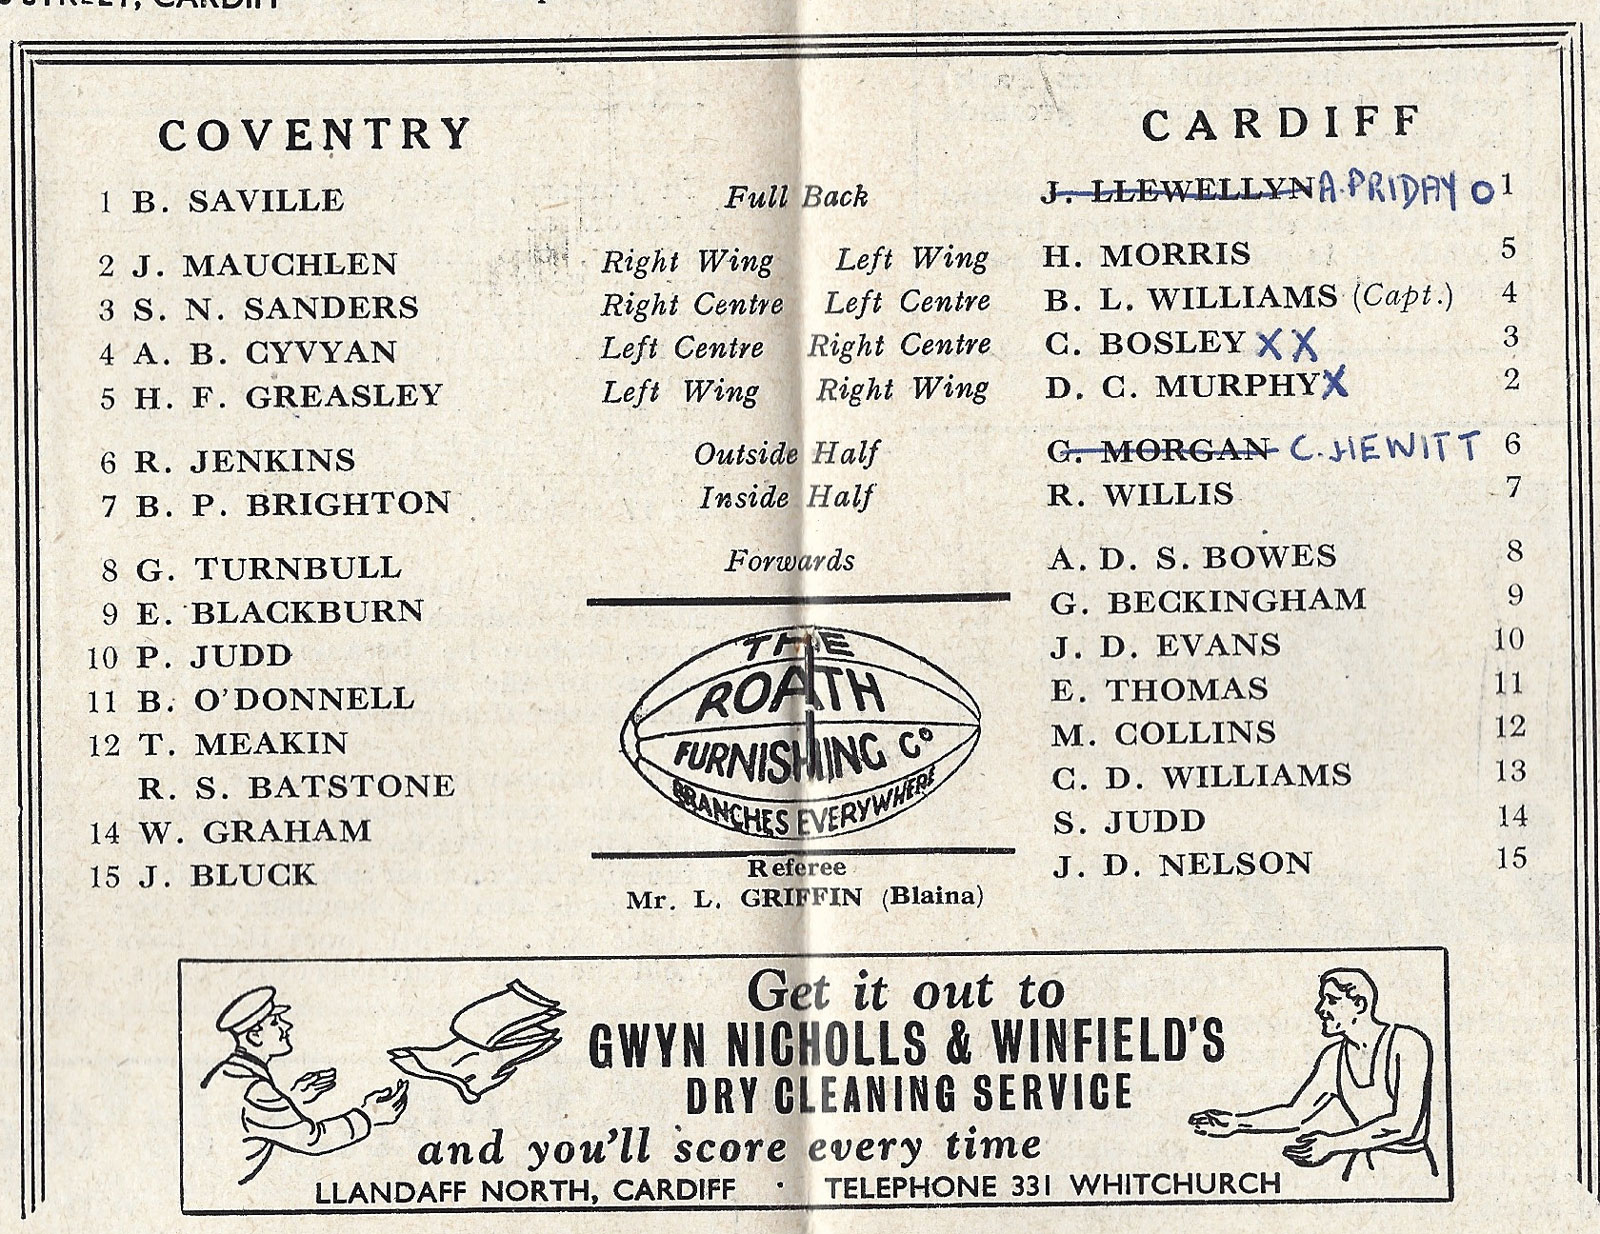 STREET, CARDIFF
COVENTRY
CARDIFF
1 B. SAVILLE Full Back J. LLEWELLYN A. PRIDAY O 1
2 J. MAUCHLEN Right Wing Left Wing H. MORRIS 5
3 S. N. SANDERS Right Centre Left Centre B. L. WILLIAMS (Capt.) 4
4 A. B. CYVYAN Left Centre Right Centre C. BOSLEY X X 3
5 H. F. GREASLEY Left Wing Right Wing D. C. MURPHY X 2
6 R. JENKINS Outside Half G. MORGAN C. HEWITT 6
7 B. P. BRIGHTON Inside Half R. WILLIS 7
8 G. TURNBULL Forwards A. D. S. BOWES 8
9 E. BLACKBURN G. BECKINGHAM 9
10 P. JUDD J. D. EVANS 10
11 B. O'DONNELL E. THOMAS 11
12 T. MEAKIN M. COLLINS 12
R. S. BATSTONE C. D. WILLIAMS 13
14 W. GRAHAM S. JUDD 14
15 J. BLUCK J. D. NELSON 15
THE
ROATH
FURNISHING Co
BRANCHES EVERYWHERE
Referee
Mr. L. GRIFFIN (Blaina)
Get it out to
GWYN NICHOLLS & WINFIELD'S
DRY CLEANING SERVICE
and you'll score every time
LLANDAFF NORTH, CARDIFF · TELEPHONE 331 WHITCHURCH